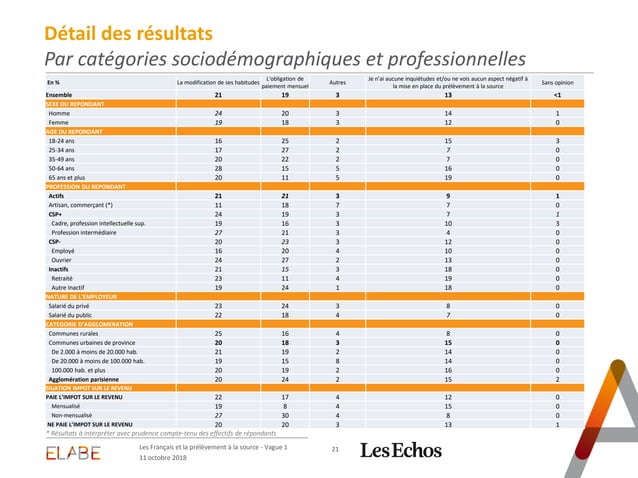 Détail des résultats
Par catégories sociodémographiques et professionnelles
En % La modification de ses habitudes L'obligation de paiement mensuel Autres Je n'ai aucune inquiétudes et/ou ne vois aucun aspect négatif à la mise en place du prélèvement à la source Sans opinion
Ensemble 21 19 3 13 <1
SEXE DU REPONDANT
Homme 24 20 3 14 1
Femme 19 18 3 12 0
AGE DU REPONDANT
18-24 ans 16 25 2 15 3
25-34 ans 17 27 2 7 0
35-49 ans 20 22 2 7 0
50-64 ans 28 15 5 16 0
65 ans et plus 20 11 5 19 0
PROFESSION DU REPONDANT
Actifs 21 21 3 9 1
Artisan, commerçant (*) 11 18 7 7 0
CSP+ 24 19 3 7 1
Cadre, profession intellectuelle sup. 19 16 3 10 3
Profession intermédiaire 27 21 3 4 0
CSP- 20 23 3 12 0
Employé 16 20 4 10 0
Ouvrier 24 27 2 13 0
Inactifs 21 15 3 18 0
Retraité 23 11 4 19 0
Autre Inactif 19 24 1 18 0
NATURE DE L'EMPLOYEUR
Salarié du privé 23 24 3 8 0
Salarié du public 22 18 4 7 0
CATEGORIE D'AGGLOMERATION
Communes rurales 25 16 4 8 0
Communes urbaines de province 20 18 3 15 0
De 2.000 à moins de 20.000 hab. 21 19 2 14 0
De 20.000 à moins de 100.000 hab. 19 15 8 14 0
100.000 hab. et plus 20 19 2 16 0
Agglomération parisienne 20 24 2 15 2
SIUATION IMPOT SUR LE REVENU
PAIE L'IMPOT SUR LE REVENU 22 17 4 12 0
Mensualisé 19 8 4 15 0
Non-mensualisé 27 30 4 8 0
NE PAIE L'IMPOT SUR LE REVENU 20 20 3 13 1
* Résultats à interpréter avec prudence compte-tenu des effectifs de répondants
ELABE
Les Français et la prélèvement à la source - Vague 1
11 octobre 2018
21
Les Echos